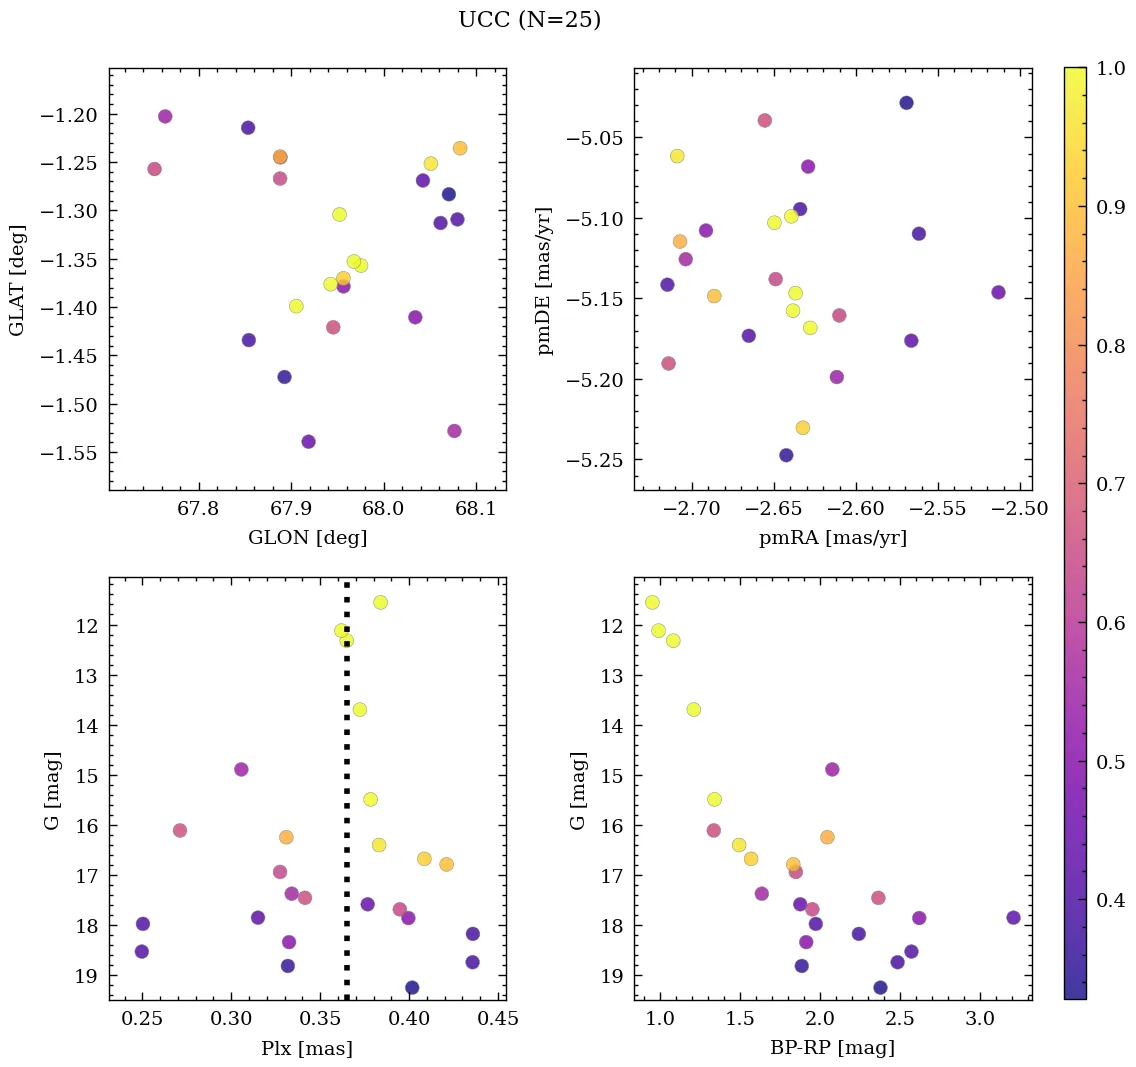 UCC (N=25)
−1.20
−1.25
−1.30
−1.35
−1.40
−1.45
−1.50
−1.55
GLAT [deg]
67.8 67.9 68.0 68.1
GLON [deg]
−5.05
−5.10
−5.15
−5.20
−5.25
pmDE [mas/yr]
−2.70 −2.65 −2.60 −2.55 −2.50
pmRA [mas/yr]
12
13
14
15
16
17
18
19
G [mag]
0.25 0.30 0.35 0.40 0.45
Plx [mas]
12
13
14
15
16
17
18
19
G [mag]
1.0 1.5 2.0 2.5 3.0
BP-RP [mag]
1.0
0.9
0.8
0.7
0.6
0.5
0.4